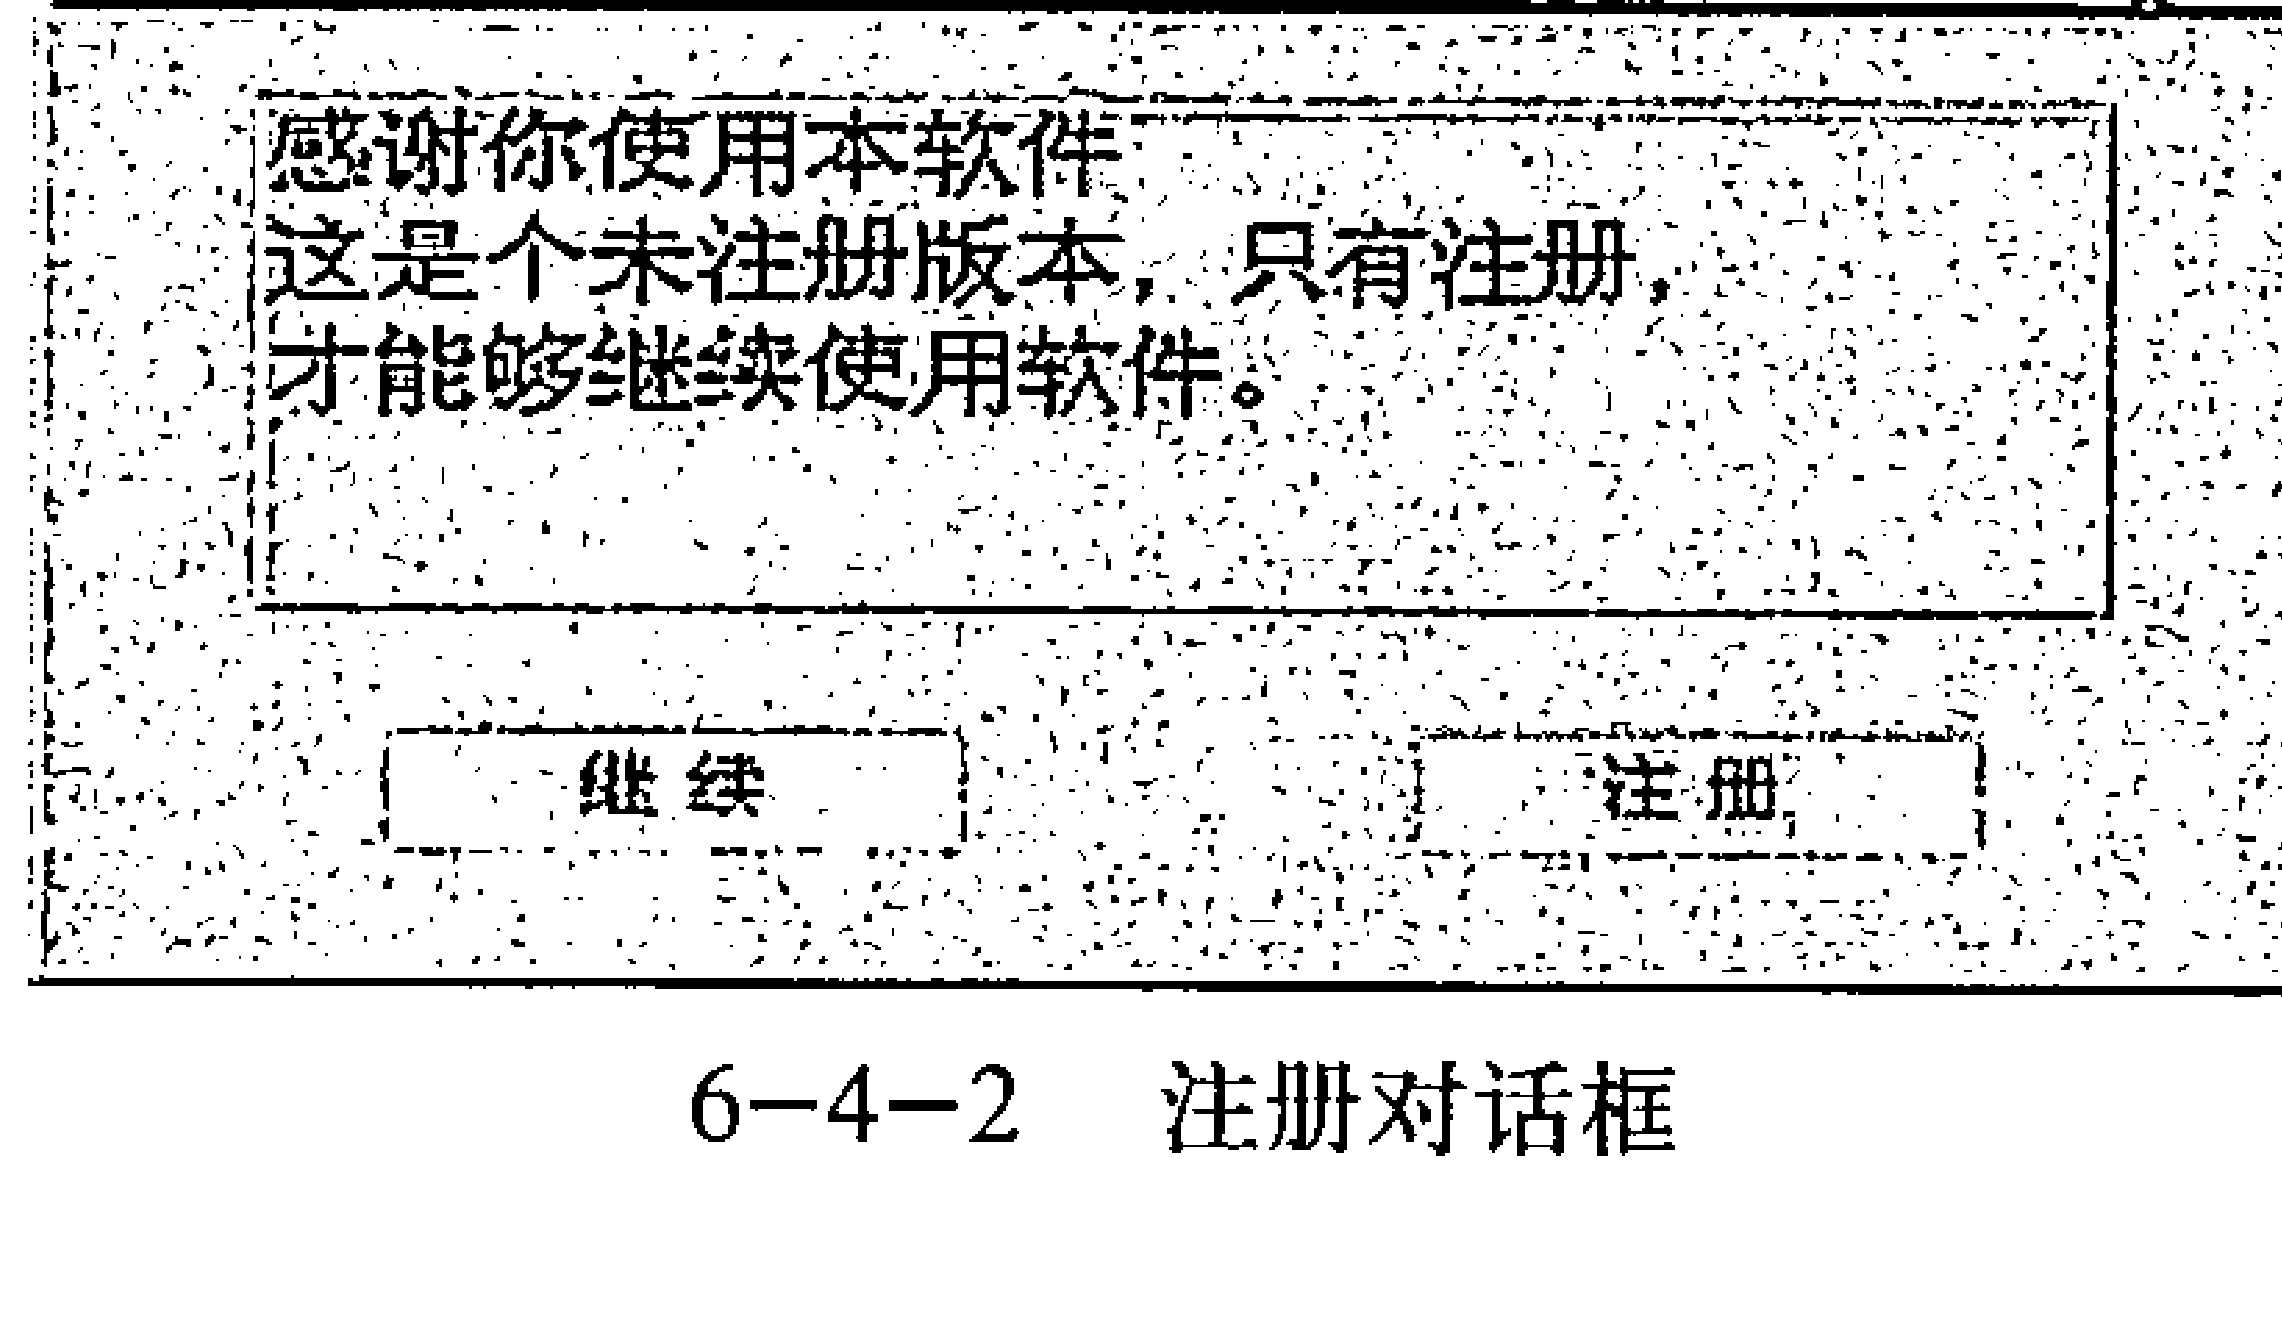 感谢你使用本软件
这是个未注册版本，只有注册，
才能够继续使用软件。
继 续
注 册
6-4-2 注册对话框